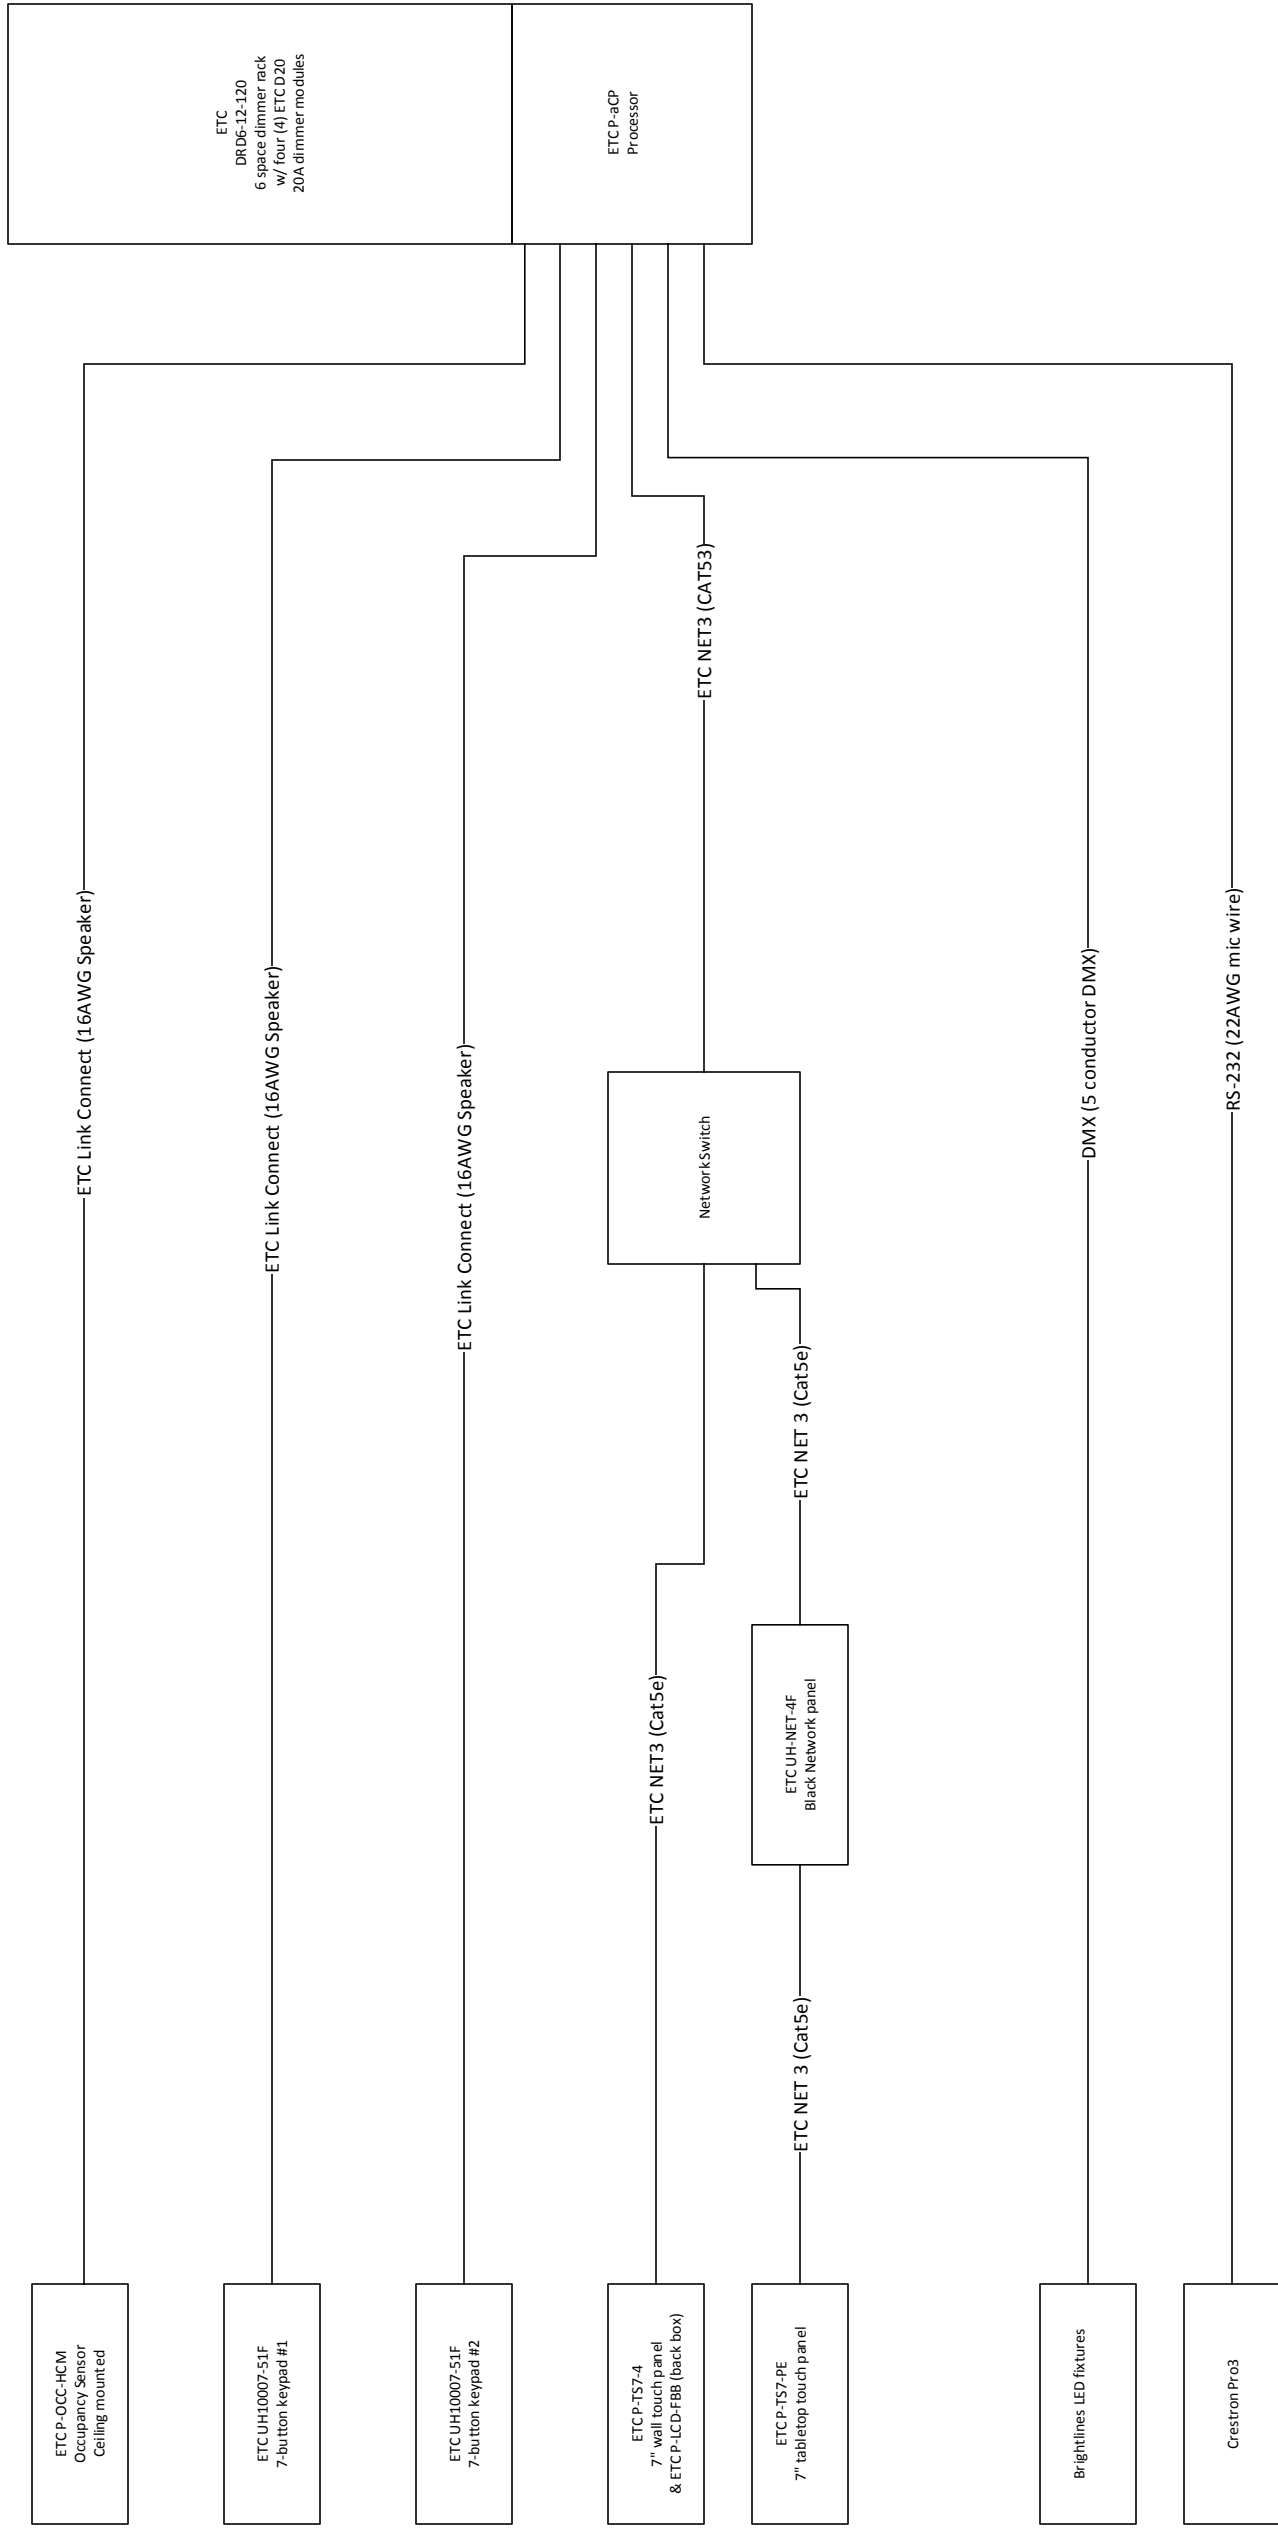 ETC
DRD6-12-120
6 space dimmer rack
w/ four (4) ETC D20
20A dimmer modules
ETC P-aCP
Processor
ETC Link Connect (16AWG Speaker)
ETC Link Connect (16AWG Speaker)
ETC Link Connect (16AWG Speaker)
ETC NET3 (CAT53)
DMX (5 conductor DMX)
RS-232 (22AWG mic wire)
Network Switch
ETC NET3 (Cat5e)
ETC NET 3 (Cat5e)
ETC UH-NET-4F
Black Network panel
ETC NET 3 (Cat5e)
ETC P-OCC-HCM
Occupancy Sensor
Ceiling mounted
ETC UH10007-51F
7-button keypad #1
ETC UH10007-51F
7-button keypad #2
ETC P-TS7-4
7" wall touch panel
& ETC P-LCD-FBB (back box)
ETC P-TS7-PE
7" tabletop touch panel
Brightlines LED fixtures
Crestron Pro3